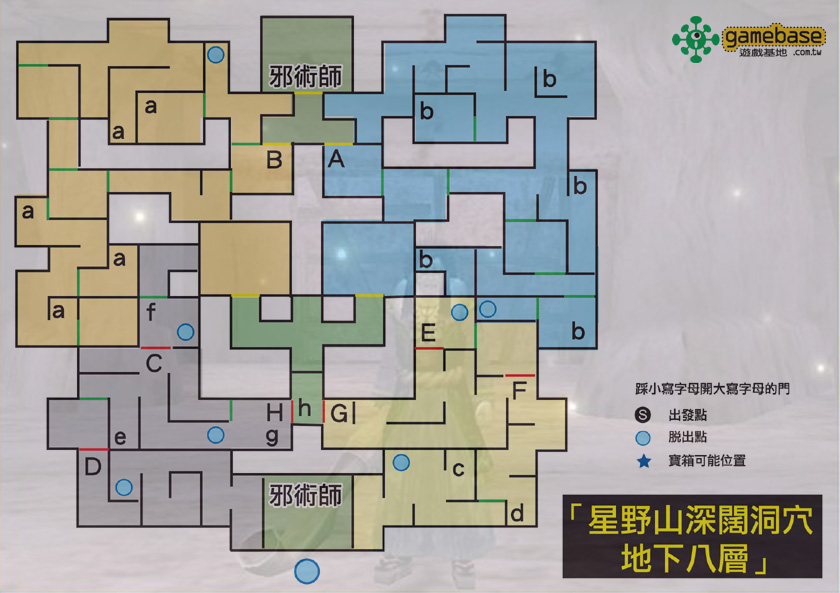 gamebase
遊戲基地 .com.tw
邪術師
b
a
b
a
B
A
b
a
a
b
a
f
E
b
C
F
踩小寫字母開大寫字母的門
S 出發點
脫出點
寶箱可能位置
H
h
G
e
g
D
c
邪術師
d
「星野山深闊洞穴
地下八層」